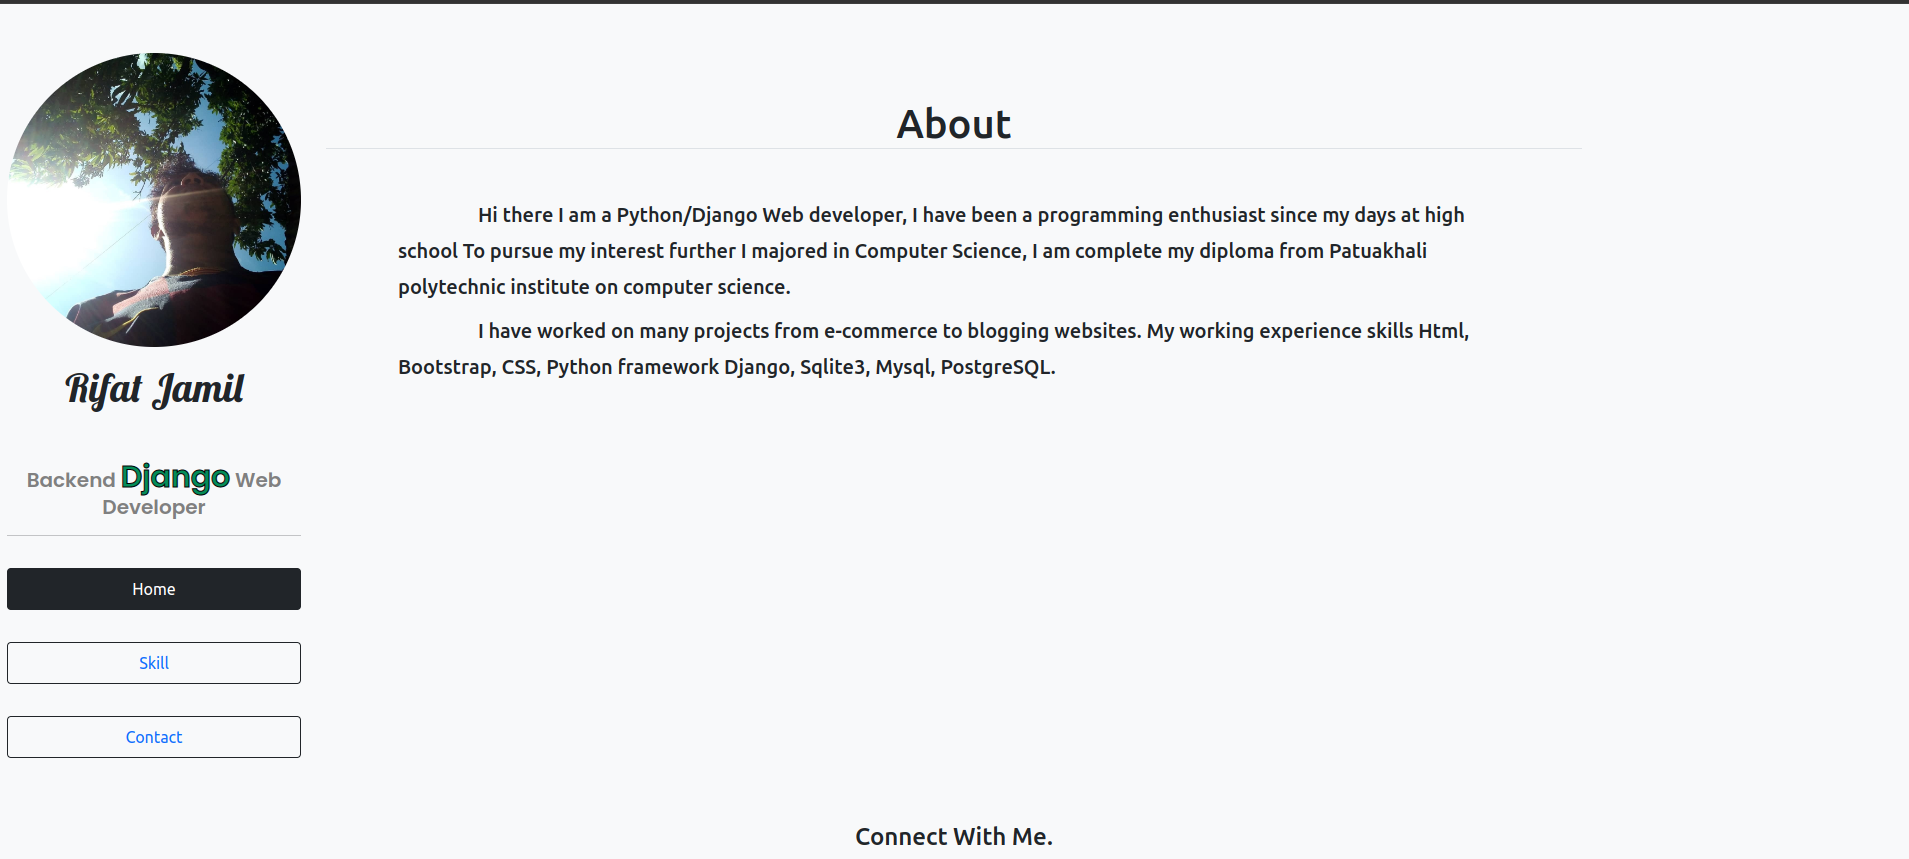 Rifat Jamil
Backend Django Web
Developer
Home
Skill
Contact
About
Hi there I am a Python/Django Web developer, I have been a programming enthusiast since my days at high
school To pursue my interest further I majored in Computer Science, I am complete my diploma from Patuakhali
polytechnic institute on computer science.
I have worked on many projects from e-commerce to blogging websites. My working experience skills Html,
Bootstrap, CSS, Python framework Django, Sqlite3, Mysql, PostgreSQL.
Connect With Me.